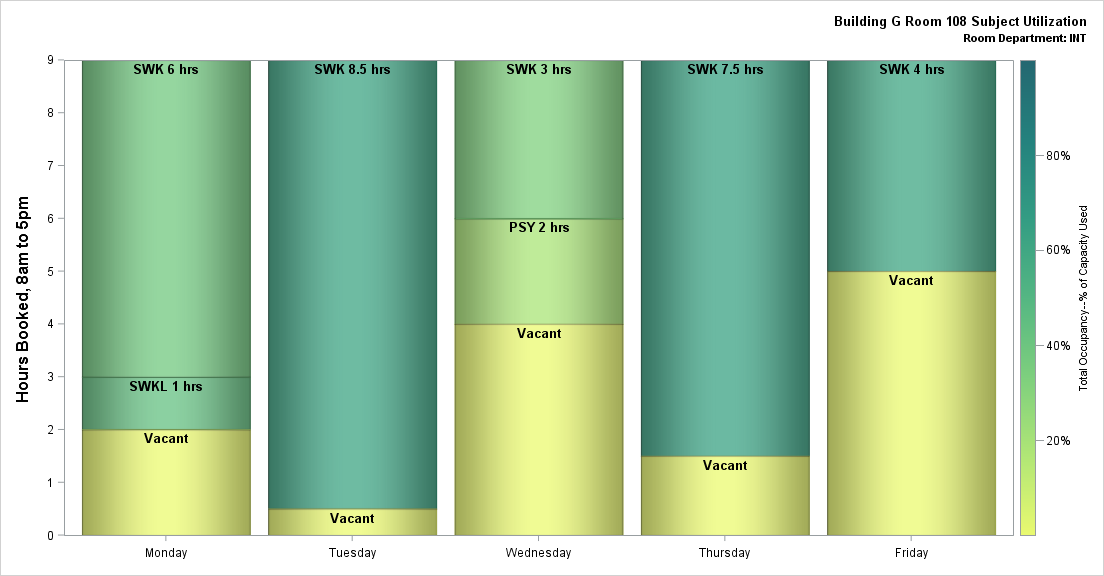 Building G Room 108 Subject Utilization
Room Department: INT
Hours Booked, 8am to 5pm
9
8
7
6
5
4
3
2
1
0
SWK 6 hrs
SWKL 1 hrs
Vacant
SWK 8.5 hrs
Vacant
SWK 3 hrs
PSY 2 hrs
Vacant
SWK 7.5 hrs
Vacant
SWK 4 hrs
Vacant
Monday
Tuesday
Wednesday
Thursday
Friday
80%
60%
40%
20%
Total Occupancy--% of Capacity Used